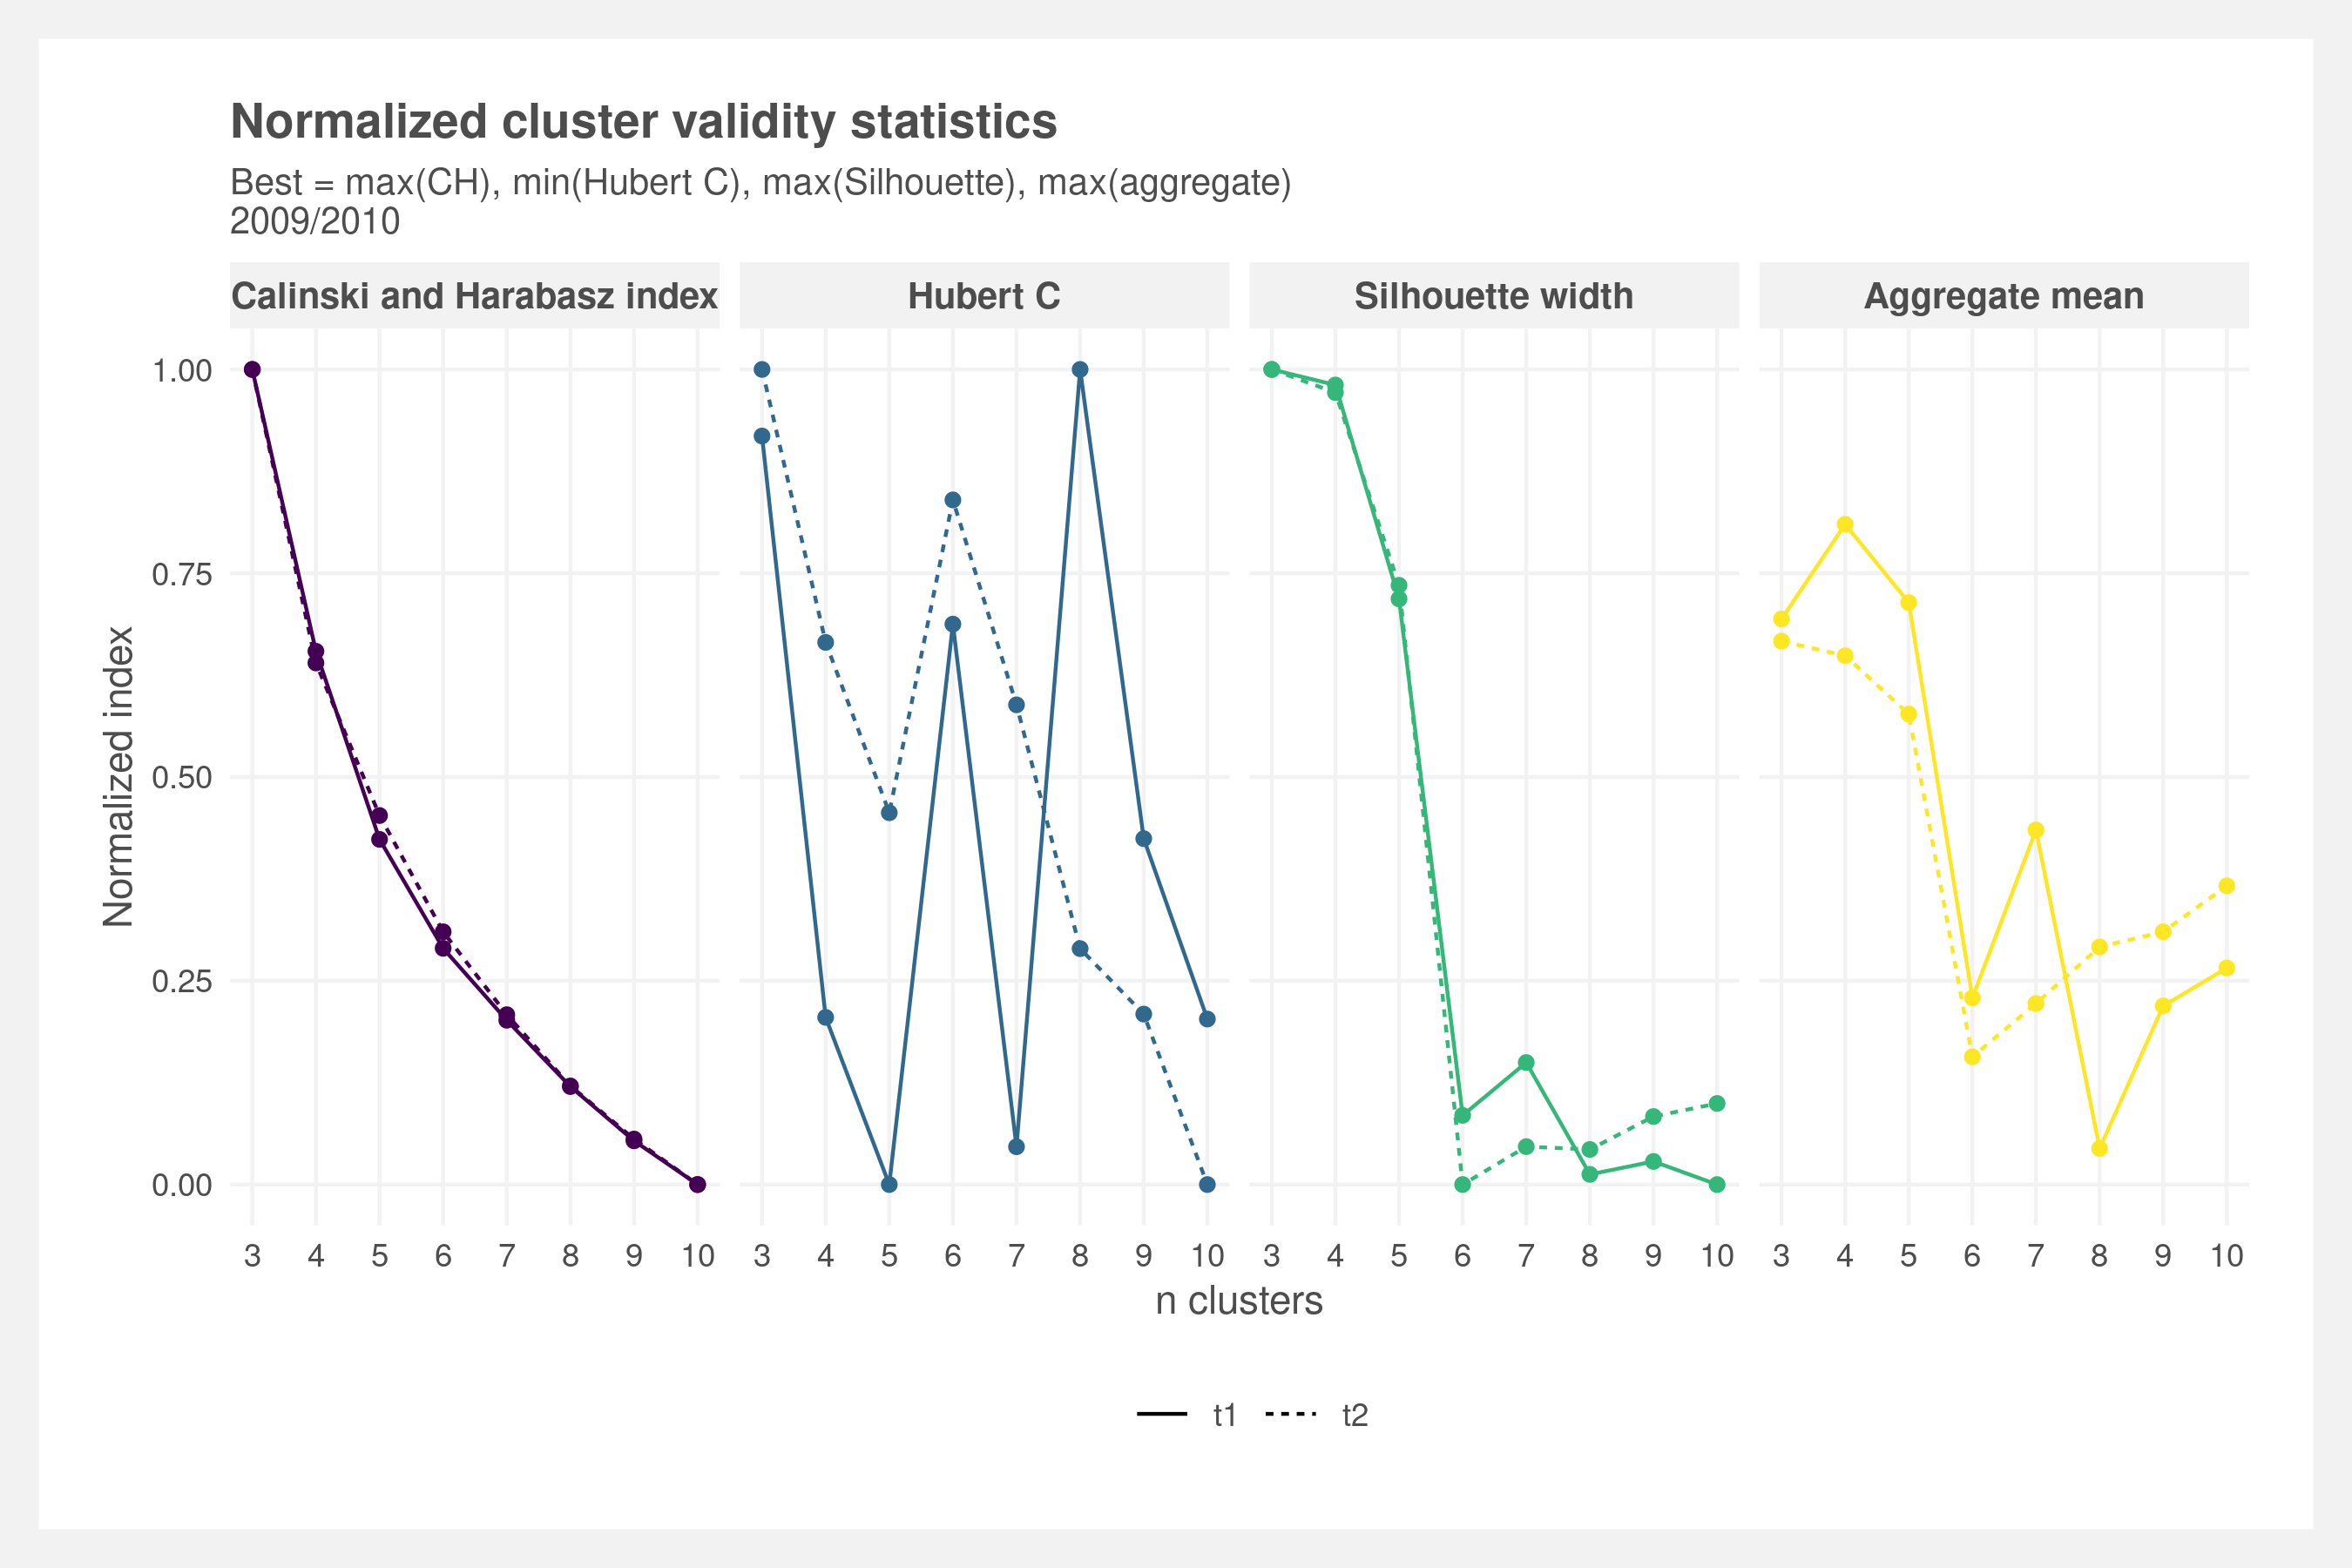 Normalized cluster validity statistics
Best = max(CH), min(Hubert C), max(Silhouette), max(aggregate)
2009/2010
Calinski and Harabasz index
Hubert C
Silhouette width
Aggregate mean
Normalized index
1.00
0.75
0.50
0.25
0.00
3 4 5 6 7 8 9 10
3 4 5 6 7 8 9 10
3 4 5 6 7 8 9 10
3 4 5 6 7 8 9 10
n clusters
t1 t2